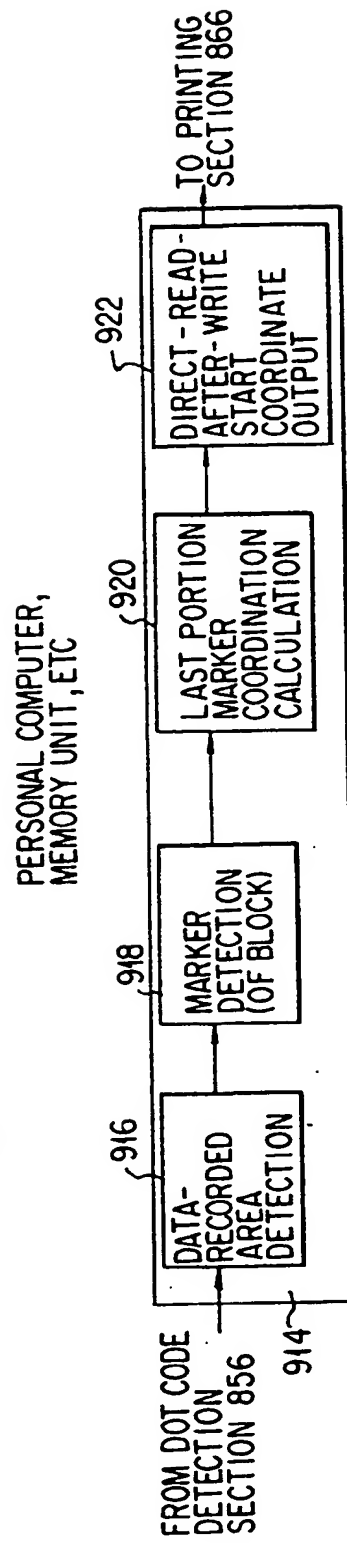 PERSONAL COMPUTER,
MEMORY UNIT, ETC
FROM DOT CODE
DETECTION
SECTION 856
914
916
DATA-
RECORDED
AREA
DETECTION
918
MARKER
DETECTION
(OF BLOCK)
920
LAST PORTION
MARKER
COORDINATION
CALCULATION
922
DIRECT-READ-
AFTER-WRITE
START
COORDINATE
OUTPUT
TO PRINTING
SECTION 866